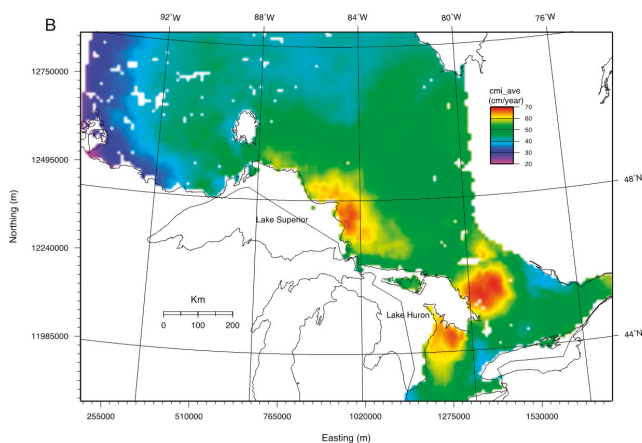 B
92˚W
88˚W
84˚W
80˚W
76˚W
12750000
12495000
12240000
11985000
Northing (m)
cmi_ave
(cm/year)
70
60
50
40
30
20
48˚N
44˚N
Lake Superior
Lake Huron
Km
0 100 200
255000
510000
765000
1020000
1275000
1530000
Easting (m)